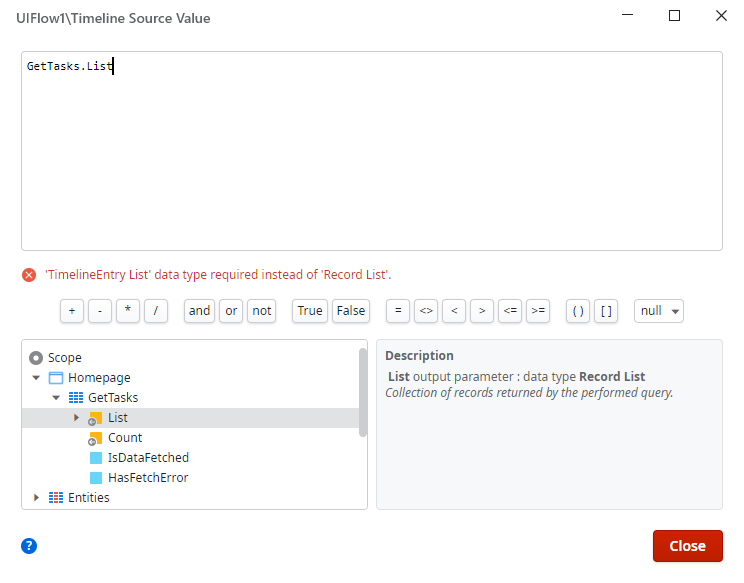 UIFlow1\Timeline Source Value
GetTasks.List
'TimelineEntry List' data type required instead of 'Record List'.
+ - * / and or not True False = <> < > <= >= ( ) [ ] null
Scope
Homepage
GetTasks
List
Count
IsDataFetched
HasFetchError
Entities
Description
List output parameter : data type Record List
Collection of records returned by the performed query.
?
Close